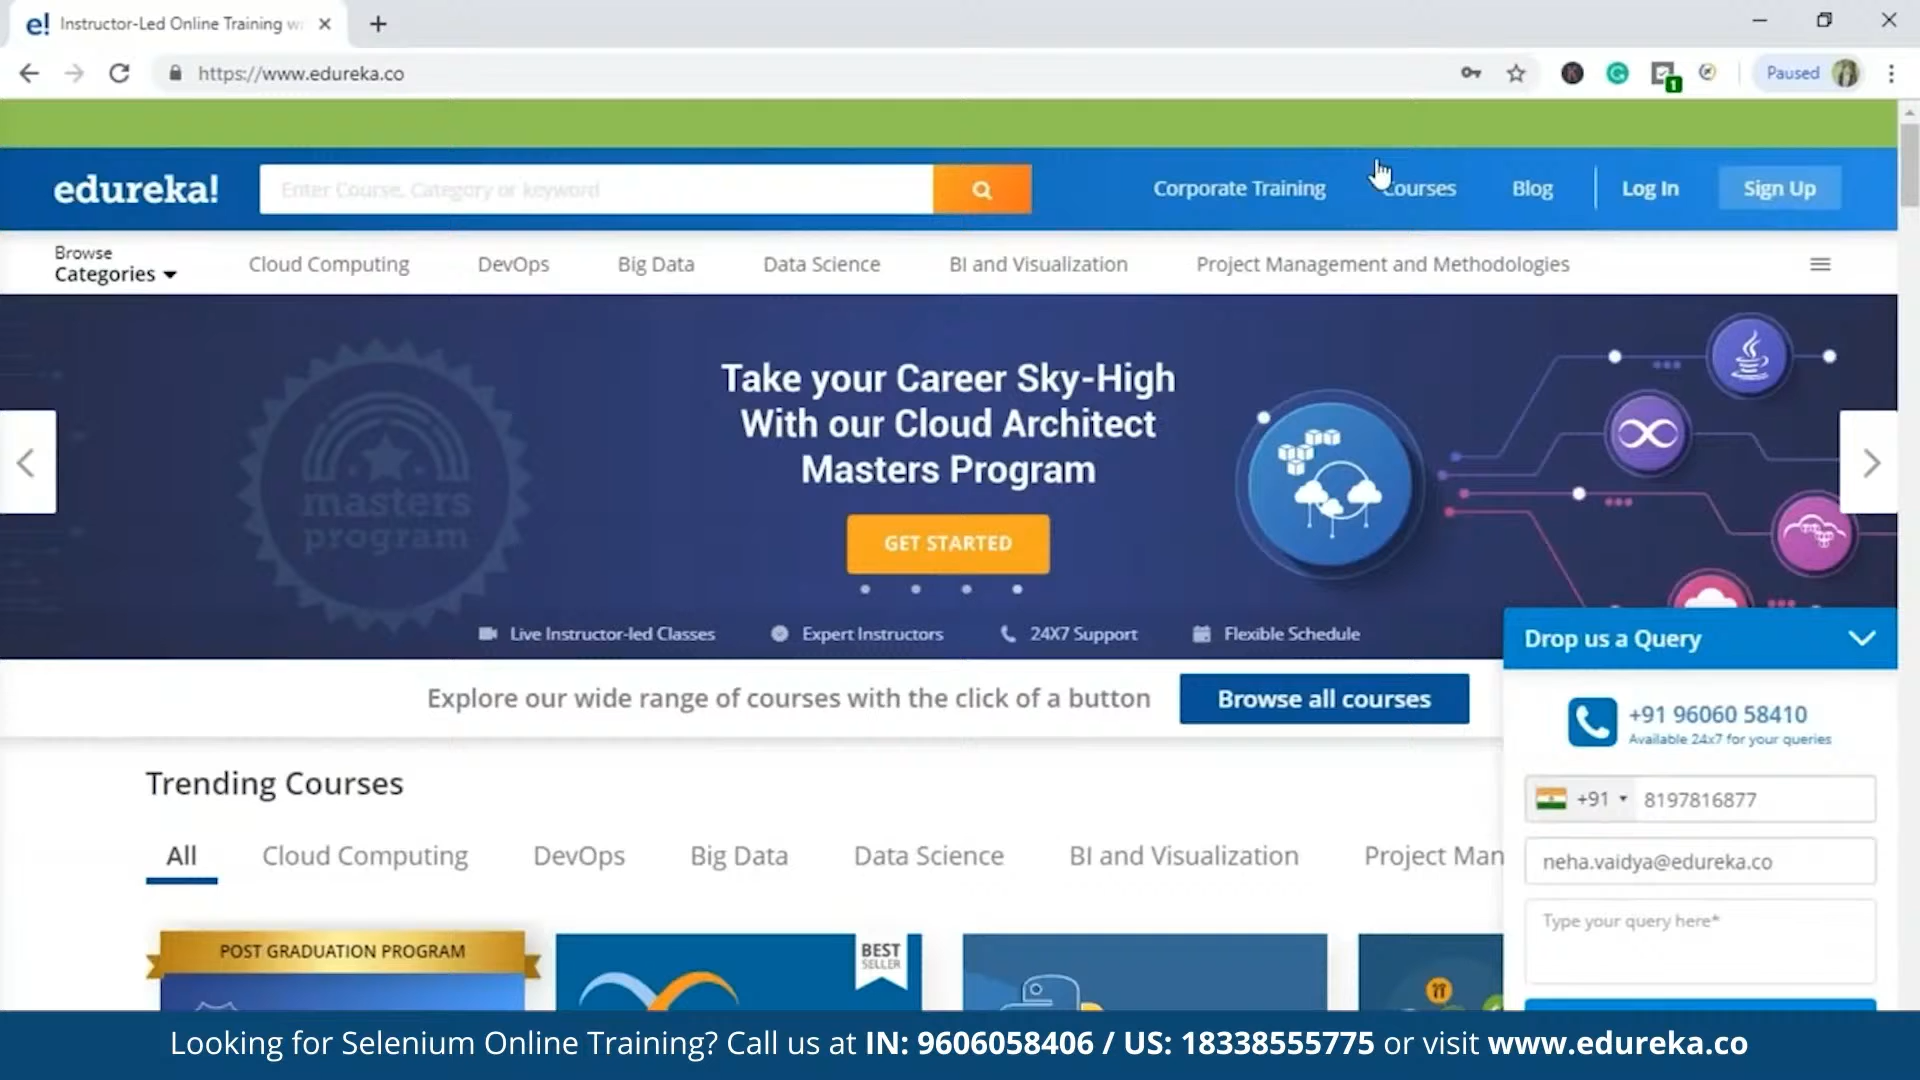 e! Instructor-Led Online Training w
https://www.edureka.co
1
Paused
edureka!
Enter Course, Category or keyword
Corporate Training
Courses
Blog
Log In
Sign Up
Browse
Categories
Cloud Computing
DevOps
Big Data
Data Science
BI and Visualization
Project Management and Methodologies
masters
program
Take your Career Sky-High
With our Cloud Architect
Masters Program
GET STARTED
Live Instructor-led Classes
Expert Instructors
24X7 Support
Flexible Schedule
Explore our wide range of courses with the click of a button
Browse all courses
Drop us a Query
+91 96060 58410
Available 24x7 for your queries
+91 8197816877
neha.vaidya@edureka.co
Type your query here*
Trending Courses
All
Cloud Computing
DevOps
Big Data
Data Science
BI and Visualization
Project Man
POST GRADUATION PROGRAM
BEST
SELLER
Looking for Selenium Online Training? Call us at IN: 9606058406 / US: 18338555775 or visit www.edureka.co